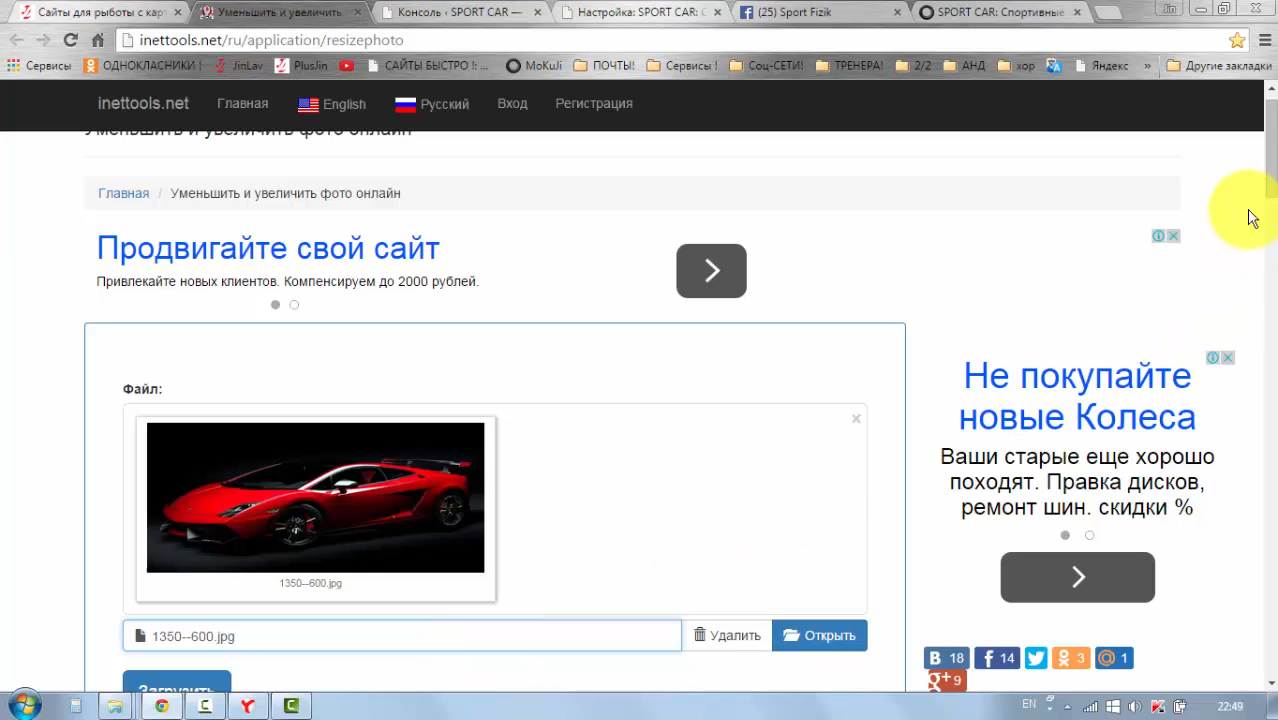 Сайты для рыботы с кар
Уменьшить и увеличить
Консоль ‹ SPORT CAR —
Настройка: SPORT CAR: С
(25) Sport Fizik
SPORT CAR: Спортивные
inettools.net/ru/application/resizephoto
Сервисы
ОДНОКЛАСНИКИ !
JinLav
PlusJin
САЙТЫ БЫСТРО !: ...
MoKuJi
ПОЧТЫ!
Сервисы !
Соц-СЕТИ!
ТРЕНЕРА!
2/2
АНД
хор
Яндекс
»
Другие закладки
inettools.net
Главная
English
Русский
Вход
Регистрация
Уменьшить и увеличить фото онлайн
Главная / Уменьшить и увеличить фото онлайн
Продвигайте свой сайт
Привлекайте новых клиентов. Компенсируем до 2000 рублей.
Файл:
1350--600.jpg
1350--600.jpg
Удалить
Открыть
Загрузить
Не покупайте
новые Колеса
Ваши старые еще хорошо
походят. Правка дисков,
ремонт шин. скидки %
18
14
3
1
g+ 9
EN
22:49